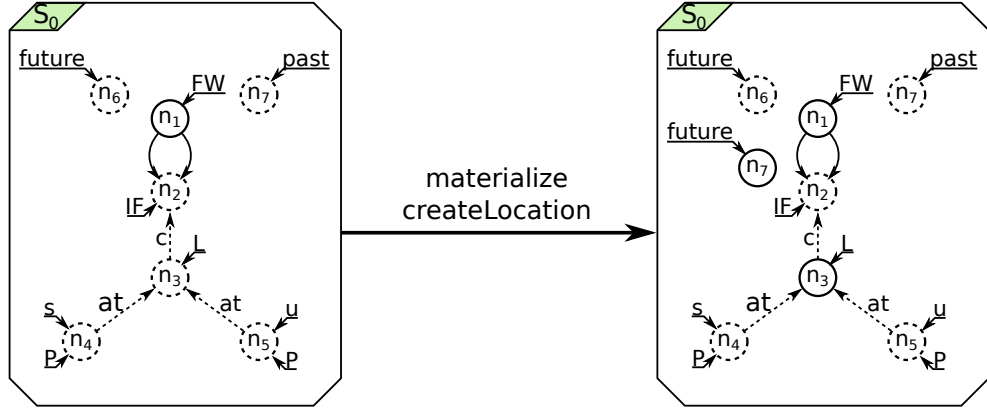 S0
future
past
n6
n7
FW
n1
n2
IF
c
L
n3
at
at
s
u
n4
n5
P
P
materialize
createLocation
S0
future
past
n6
n7
FW
n1
future
n7
n2
IF
c
L
n3
at
at
s
u
n4
n5
P
P